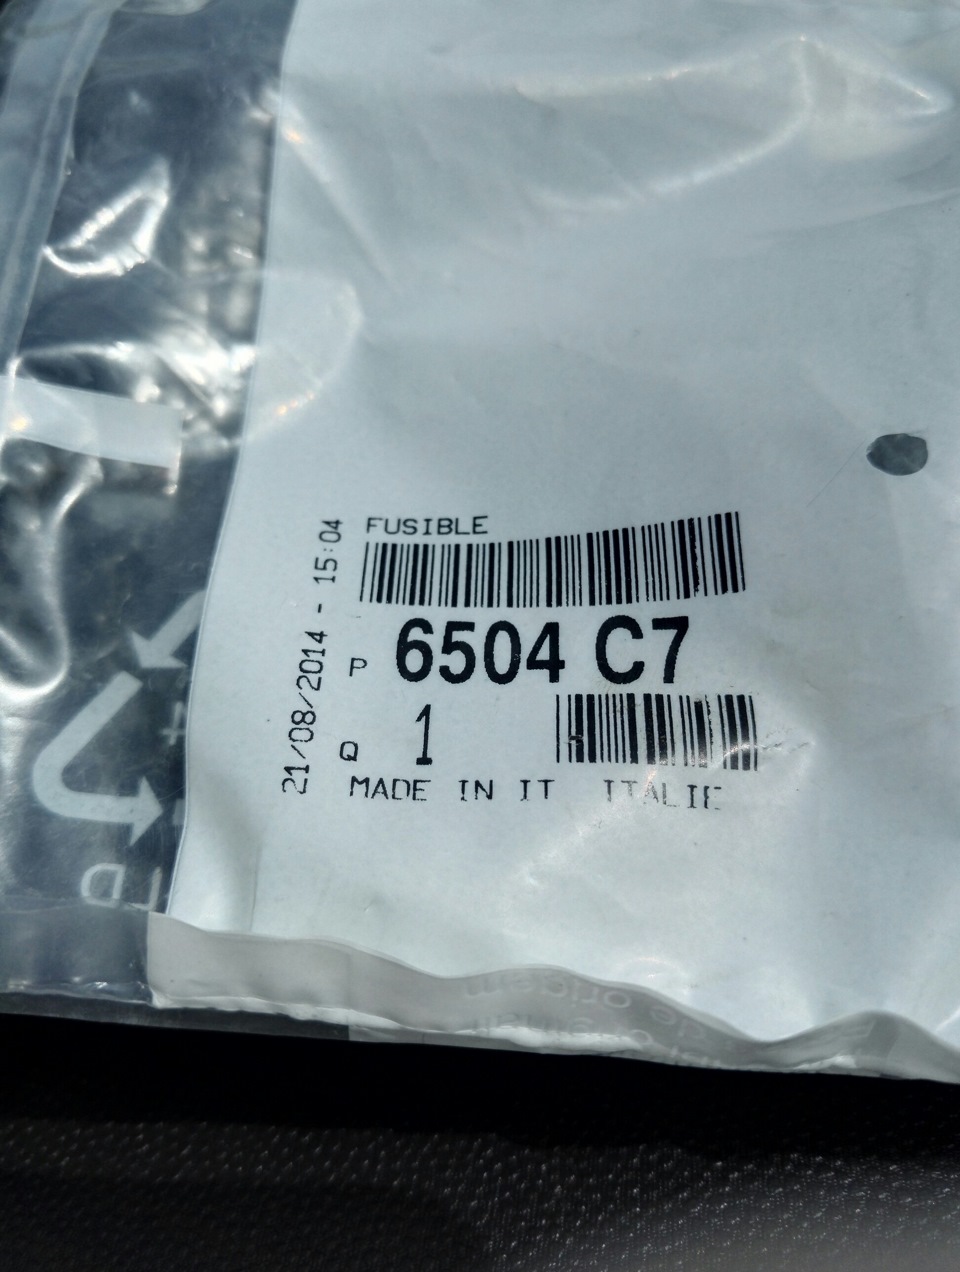 FUSIBLE
21/08/2014 - 15:04
P 6504 C7
Q 1
MADE IN IT ITALIE